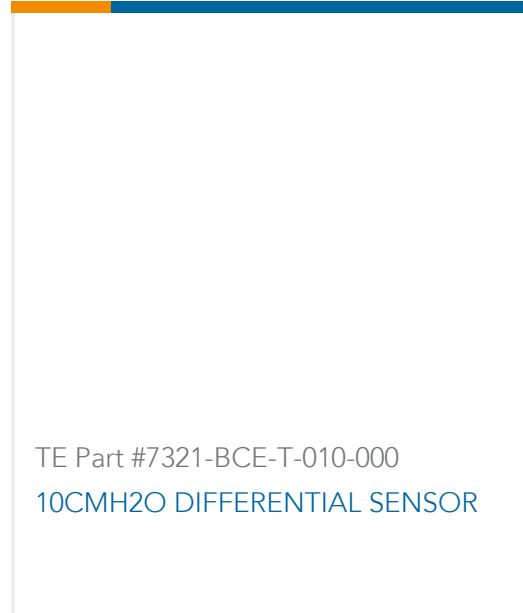 TE Part #7321-BCE-T-010-000
10CMH2O DIFFERENTIAL SENSOR